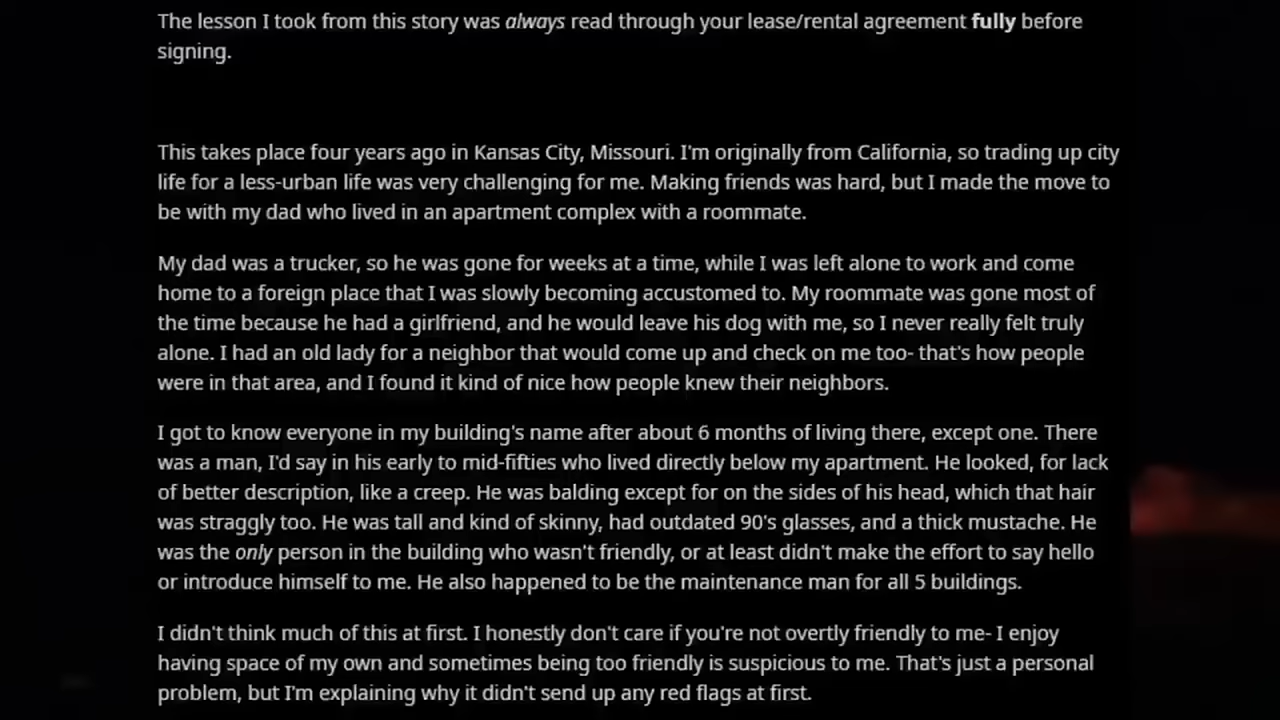 The lesson I took from this story was always read through your lease/rental agreement fully before
signing.
This takes place four years ago in Kansas City, Missouri. I'm originally from California, so trading up city
life for a less-urban life was very challenging for me. Making friends was hard, but I made the move to
be with my dad who lived in an apartment complex with a roommate.
My dad was a trucker, so he was gone for weeks at a time, while I was left alone to work and come
home to a foreign place that I was slowly becoming accustomed to. My roommate was gone most of
the time because he had a girlfriend, and he would leave his dog with me, so I never really felt truly
alone. I had an old lady for a neighbor that would come up and check on me too- that's how people
were in that area, and I found it kind of nice how people knew their neighbors.
I got to know everyone in my building's name after about 6 months of living there, except one. There
was a man, I'd say in his early to mid-fifties who lived directly below my apartment. He looked, for lack
of better description, like a creep. He was balding except for on the sides of his head, which that hair
was straggly too. He was tall and kind of skinny, had outdated 90's glasses, and a thick mustache. He
was the only person in the building who wasn't friendly, or at least didn't make the effort to say hello
or introduce himself to me. He also happened to be the maintenance man for all 5 buildings.
I didn't think much of this at first. I honestly don't care if you're not overtly friendly to me- I enjoy
having space of my own and sometimes being too friendly is suspicious to me. That's just a personal
problem, but I'm explaining why it didn't send up any red flags at first.